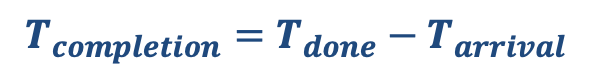 T_completion = T_done − T_arrival